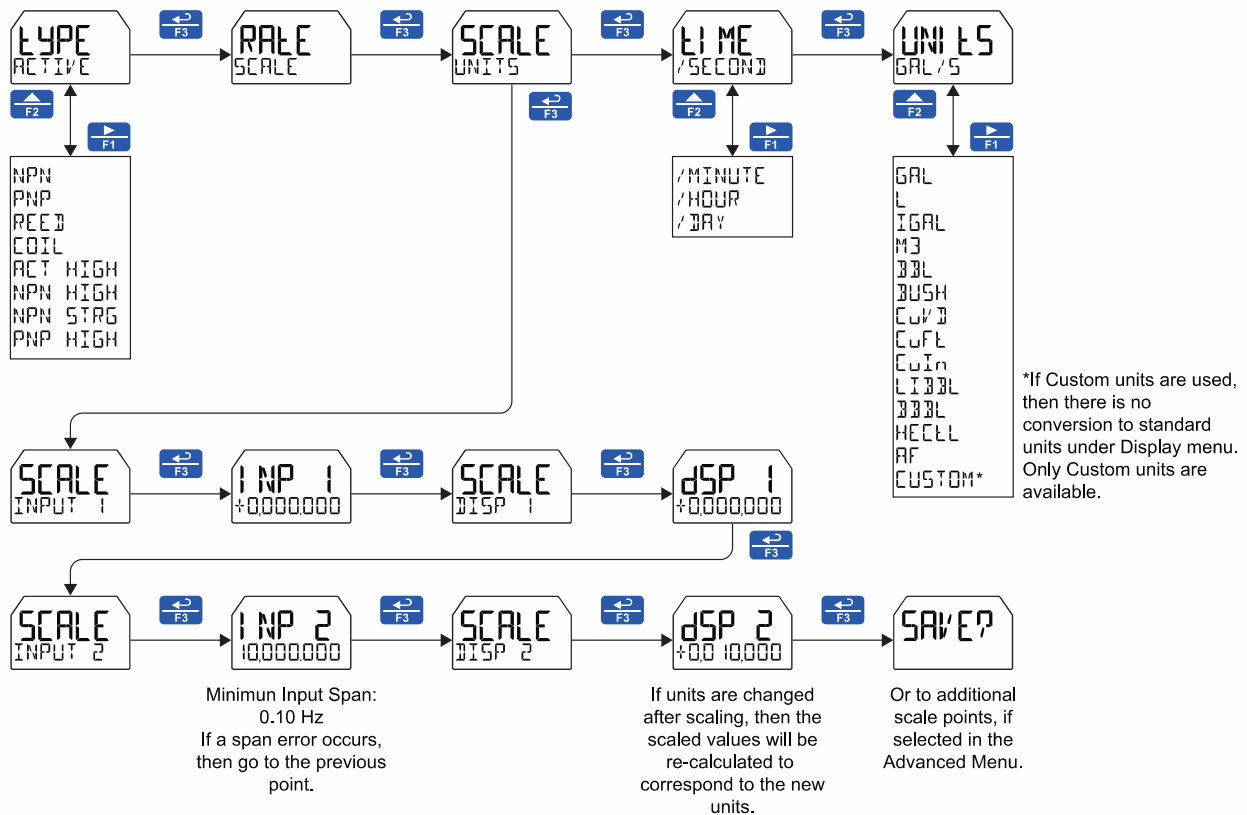 tYPE
ACTIVE
F3
RAtE
SCALE
F3
SCALE
UNITS
F3
tIME
/SECOND
F3
UNItS
GAL/S
F2
F1
F3
F2
F1
F2
F1
NPN
PNP
REED
COIL
ACT HIGH
NPN HIGH
NPN STRG
PNP HIGH
/MINUTE
/HOUR
/DAY
GAL
L
IGAL
M3
BBL
BUSH
CuYD
CuFt
CuIn
LIBBL
BBBL
HECtL
AF
CUSTOM*
*If Custom units are used,
then there is no
conversion to standard
units under Display menu.
Only Custom units are
available.
SCALE
INPUT 1
F3
INP 1
+0,000.000
F3
SCALE
DISP 1
F3
dSP 1
+0,000.000
F3
SCALE
INPUT 2
F3
INP 2
10,000.000
F3
SCALE
DISP 2
F3
dSP 2
+0,010.000
F3
SAVE?
Minimun Input Span:
0.10 Hz
If a span error occurs,
then go to the previous
point.
If units are changed
after scaling, then the
scaled values will be
re-calculated to
correspond to the new
units.
Or to additional
scale points, if
selected in the
Advanced Menu.